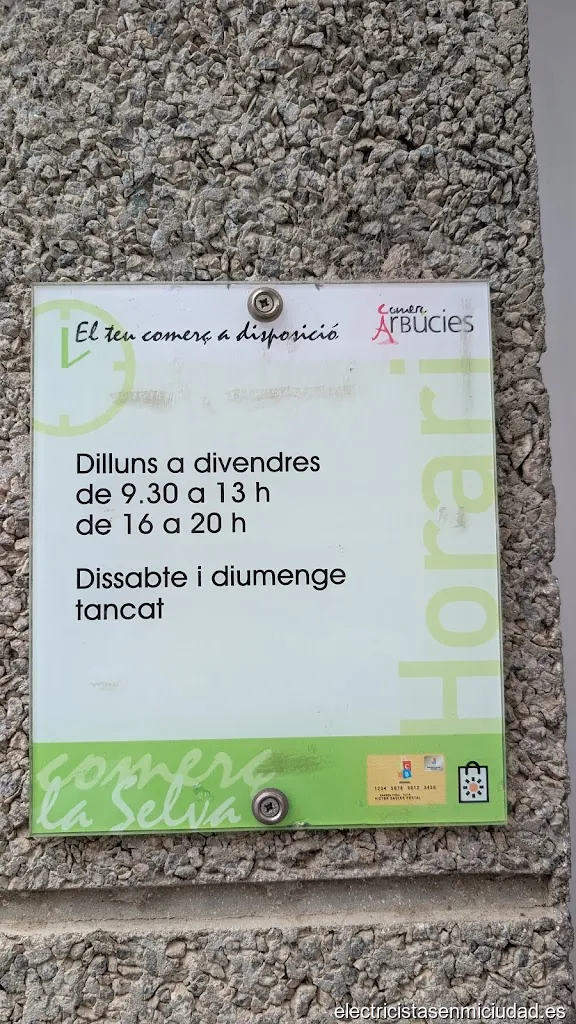 El teu comerç a disposició
comerç
ARBÚCIES
Dilluns a divendres
de 9.30 a 13 h
de 16 a 20 h
Dissabte i diumenge
tancat
Horari
comerç
la Selva
electricistasenmiciudad.es